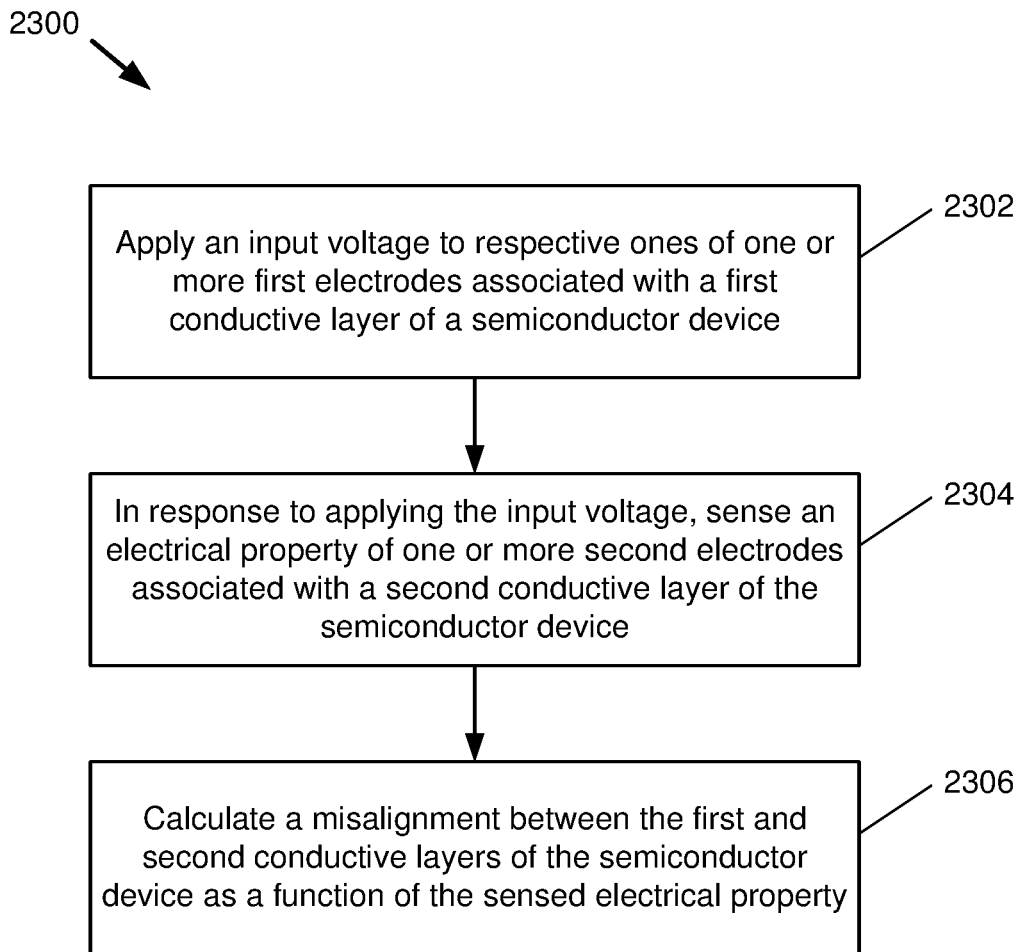 2300
2302
Apply an input voltage to respective ones of one or
more first electrodes associated with a first
conductive layer of a semiconductor device
2304
In response to applying the input voltage, sense an
electrical property of one or more second electrodes
associated with a second conductive layer of the
semiconductor device
2306
Calculate a misalignment between the first and
second conductive layers of the semiconductor
device as a function of the sensed electrical property